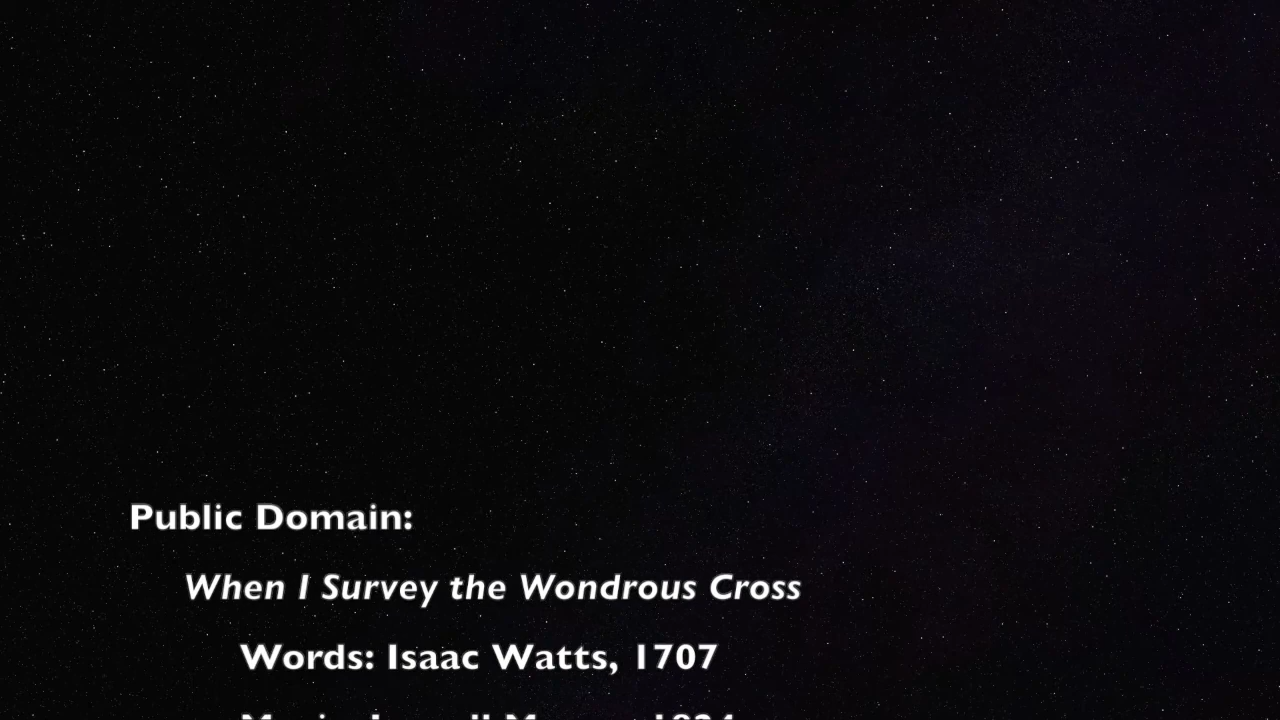 Public Domain:
When I Survey the Wondrous Cross
Words: Isaac Watts, 1707